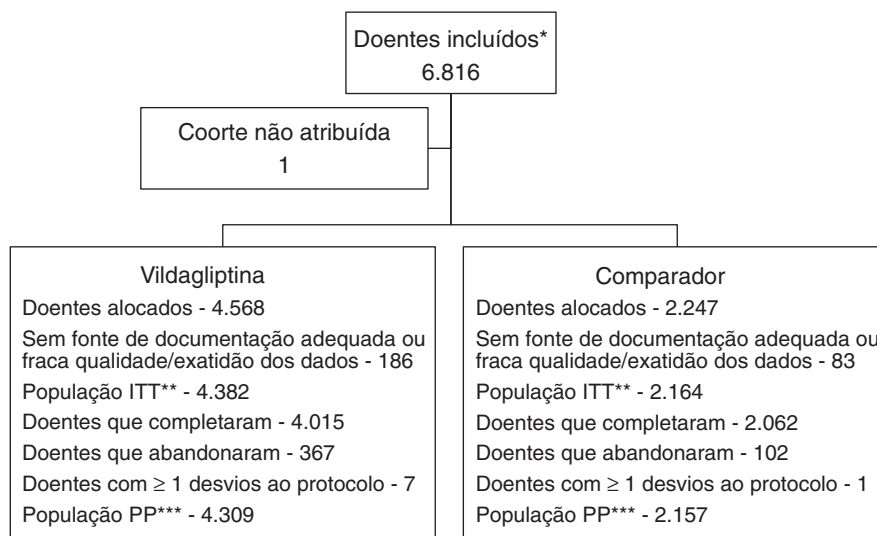 Doentes incluídos*
6.816
Coorte não atribuída
1
Vildagliptina
Doentes alocados - 4.568
Sem fonte de documentação adequada ou
fraca qualidade/exatidão dos dados - 186
População ITT** - 4.382
Doentes que completaram - 4.015
Doentes que abandonaram - 367
Doentes com ≥ 1 desvios ao protocolo - 7
População PP*** - 4.309
Comparador
Doentes alocados - 2.247
Sem fonte de documentação adequada ou
fraca qualidade/exatidão dos dados - 83
População ITT** - 2.164
Doentes que completaram - 2.062
Doentes que abandonaram - 102
Doentes com ≥ 1 desvios ao protocolo - 1
População PP*** - 2.157